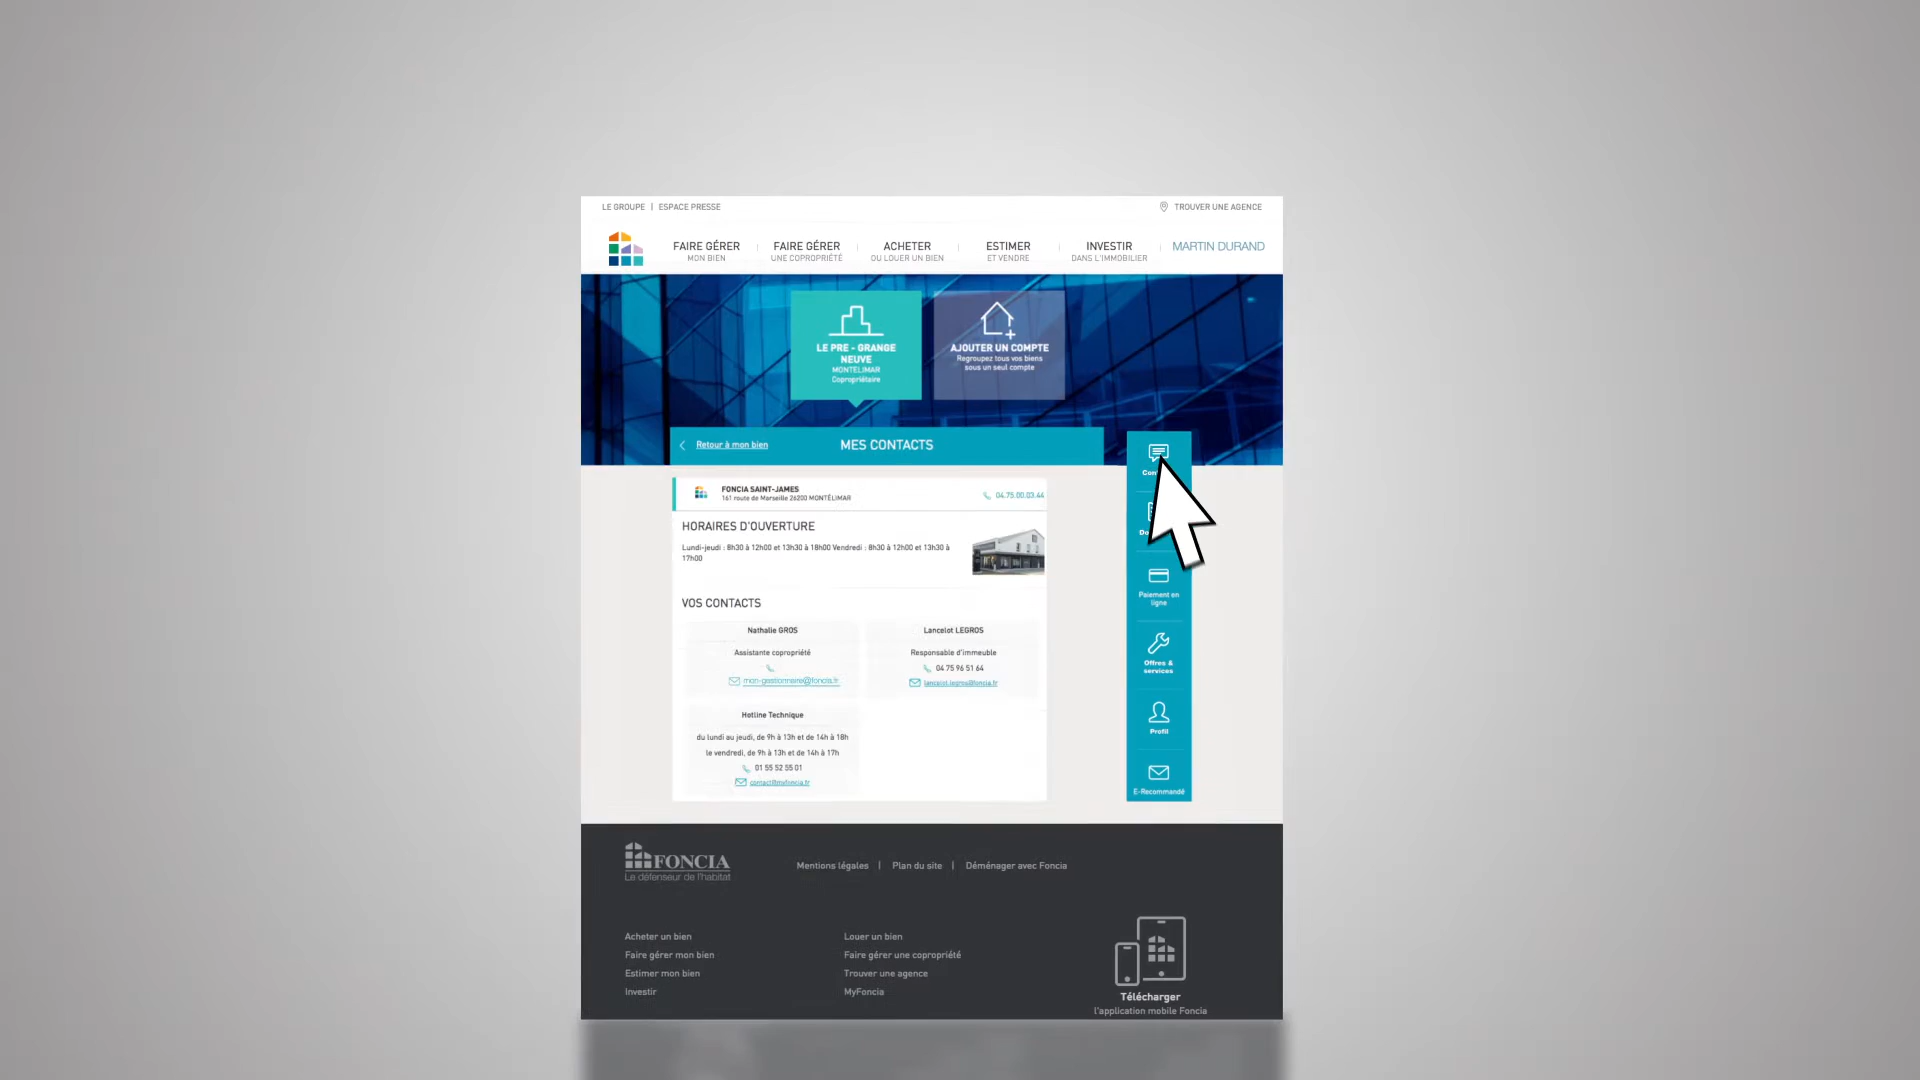 LE GROUPE | ESPACE PRESSE
TROUVER UNE AGENCE
FAIRE GÉRER
MON BIEN
FAIRE GÉRER
UNE COPROPRIÉTÉ
ACHETER
OU LOUER UN BIEN
ESTIMER
ET VENDRE
INVESTIR
DANS L'IMMOBILIER
MARTIN DURAND
LE PRE - GRANGE
NEUVE
MONTELIMAR
Copropriétaire
AJOUTER UN COMPTE
Regroupez tous vos biens
sous un seul compte
Retour à mon bien
MES CONTACTS
FONCIA SAINT-JAMES
161 route de Marseille 26200 MONTÉLIMAR
04.75.00.03.44
HORAIRES D'OUVERTURE
Lundi-jeudi : 8h30 à 12h00 et 13h30 à 18h00 Vendredi : 8h30 à 12h00 et 13h30 à
17h00
VOS CONTACTS
Nathalie GROS
Assistante copropriété
mon-gestionnaire@foncia.fr
Lancelot LEGROS
Responsable d'immeuble
04 75 96 51 64
lancelot.legros@foncia.fr
Hotline Technique
du lundi au jeudi, de 9h à 13h et de 14h à 18h
le vendredi, de 9h à 13h et de 14h à 17h
01 55 52 55 01
contact@myfoncia.fr
Paiement en
ligne
Offres &
services
Profil
E-Recommandé
FONCIA
Le défenseur de l'habitat
Mentions légales | Plan du site | Déménager avec Foncia
Acheter un bien
Faire gérer mon bien
Estimer mon bien
Investir
Louer un bien
Faire gérer une copropriété
Trouver une agence
MyFoncia
Télécharger
l'application mobile Foncia